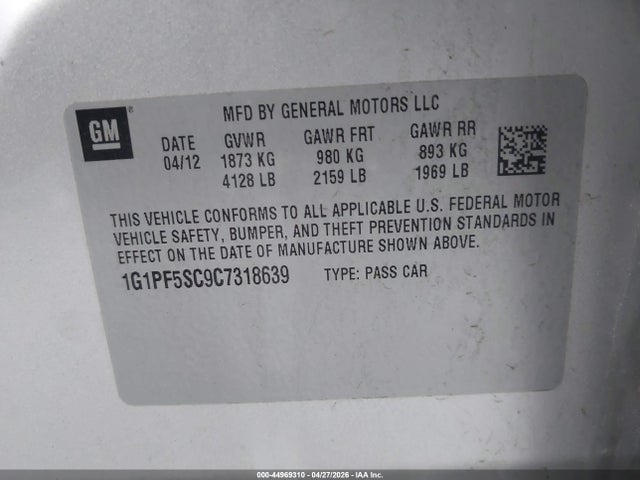 MFD BY GENERAL MOTORS LLC
GM®
DATE GVWR GAWR FRT GAWR RR
04/12 1873 KG 980 KG 893 KG
4128 LB 2159 LB 1969 LB
THIS VEHICLE CONFORMS TO ALL APPLICABLE U.S. FEDERAL MOTOR
VEHICLE SAFETY, BUMPER, AND THEFT PREVENTION STANDARDS IN
EFFECT ON THE DATE OF MANUFACTURE SHOWN ABOVE.
1G1PF5SC9C7318639 TYPE: PASS CAR
000-44969310 - 04/27/2026 - IAA Inc.